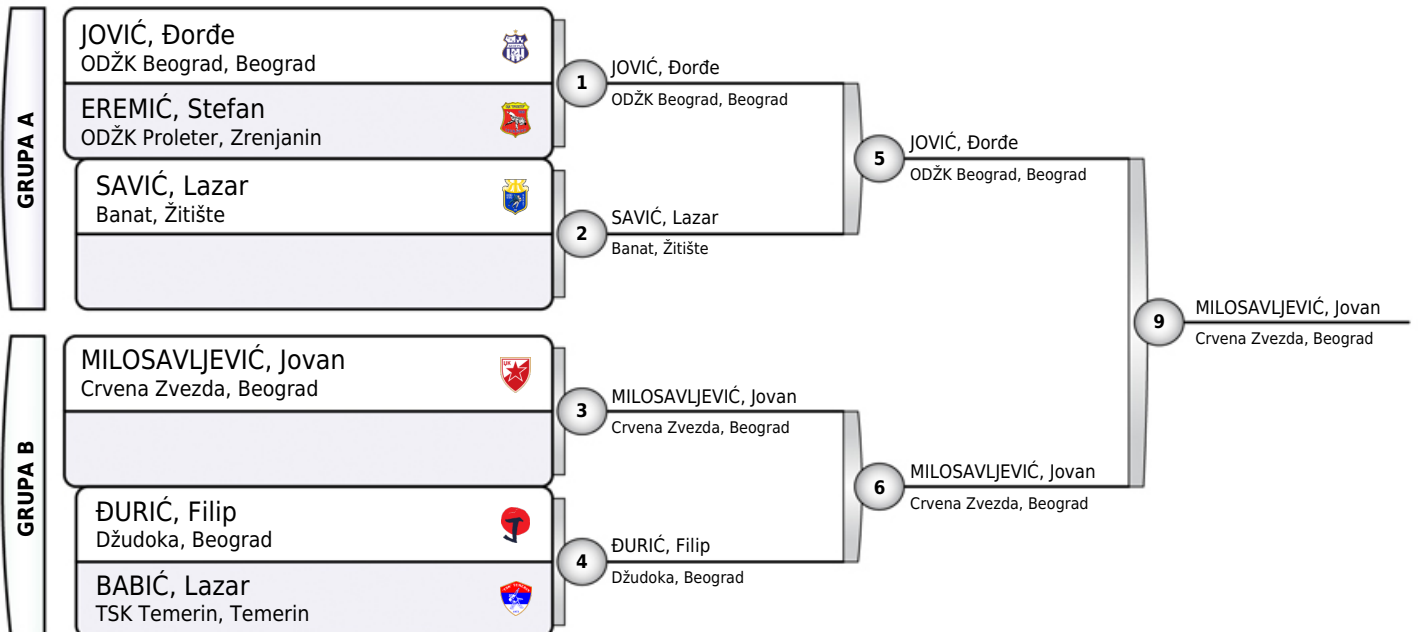 GRUPA A
JOVIĆ, Đorđe
ODŽK Beograd, Beograd
EREMIĆ, Stefan
ODŽK Proleter, Zrenjanin
SAVIĆ, Lazar
Banat, Žitište
1
JOVIĆ, Đorđe
ODŽK Beograd, Beograd
2
SAVIĆ, Lazar
Banat, Žitište
5
JOVIĆ, Đorđe
ODŽK Beograd, Beograd
GRUPA B
MILOSAVLJEVIĆ, Jovan
Crvena Zvezda, Beograd
ĐURIĆ, Filip
Džudoka, Beograd
BABIĆ, Lazar
TSK Temerin, Temerin
3
MILOSAVLJEVIĆ, Jovan
Crvena Zvezda, Beograd
4
ĐURIĆ, Filip
Džudoka, Beograd
6
MILOSAVLJEVIĆ, Jovan
Crvena Zvezda, Beograd
9
MILOSAVLJEVIĆ, Jovan
Crvena Zvezda, Beograd